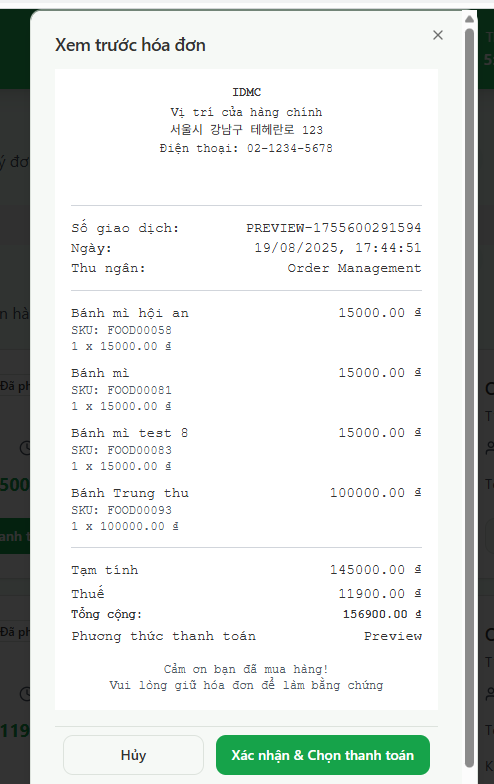 Xem trước hóa đơn
×
IDMC
Vị trí cửa hàng chính
서울시 강남구 테헤란로 123
Điện thoại: 02-1234-5678
Số giao dịch: PREVIEW-1755600291594
Ngày: 19/08/2025, 17:44:51
Thu ngân: Order Management
Bánh mì hội an 15000.00 ₫
SKU: FOOD00058
1 x 15000.00 ₫
Bánh mì 15000.00 ₫
SKU: FOOD00081
1 x 15000.00 ₫
Bánh mì test 8 15000.00 ₫
SKU: FOOD00083
1 x 15000.00 ₫
Bánh Trung thu 100000.00 ₫
SKU: FOOD00093
1 x 100000.00 ₫
Tạm tính 145000.00 ₫
Thuế 11900.00 ₫
Tổng cộng: 156900.00 ₫
Phương thức thanh toán Preview
Cảm ơn bạn đã mua hàng!
Vui lòng giữ hóa đơn để làm bằng chứng
Hủy
Xác nhận & Chọn thanh toán